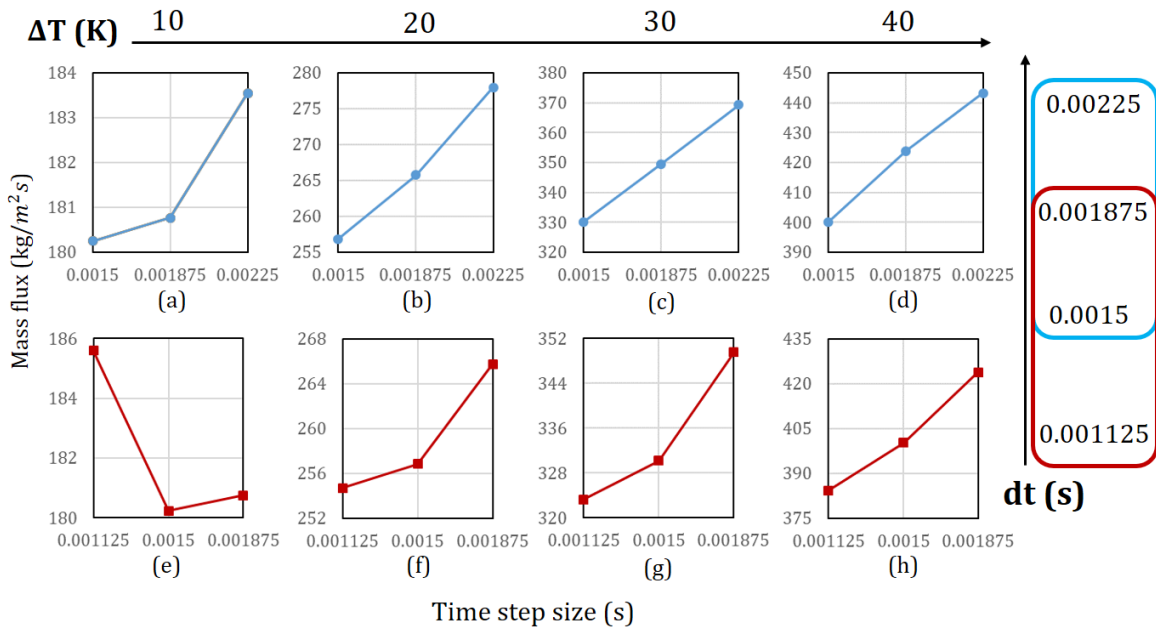 ΔT (K) 10 20 30 40
Mass flux (kg/m²s)
184
183
182
181
180
0.0015 0.001875 0.00225
(a)
280
275
270
265
260
255
0.0015 0.001875 0.00225
(b)
380
370
360
350
340
330
320
0.0015 0.001875 0.00225
(c)
450
440
430
420
410
400
390
0.0015 0.001875 0.00225
(d)
186
184
182
180
0.001125 0.0015 0.001875
(e)
268
264
260
256
252
0.001125 0.0015 0.001875
(f)
352
344
336
328
320
0.001125 0.0015 0.001875
(g)
435
420
405
390
375
0.001125 0.0015 0.001875
(h)
0.00225
0.001875
0.0015
0.001125
dt (s)
Time step size (s)